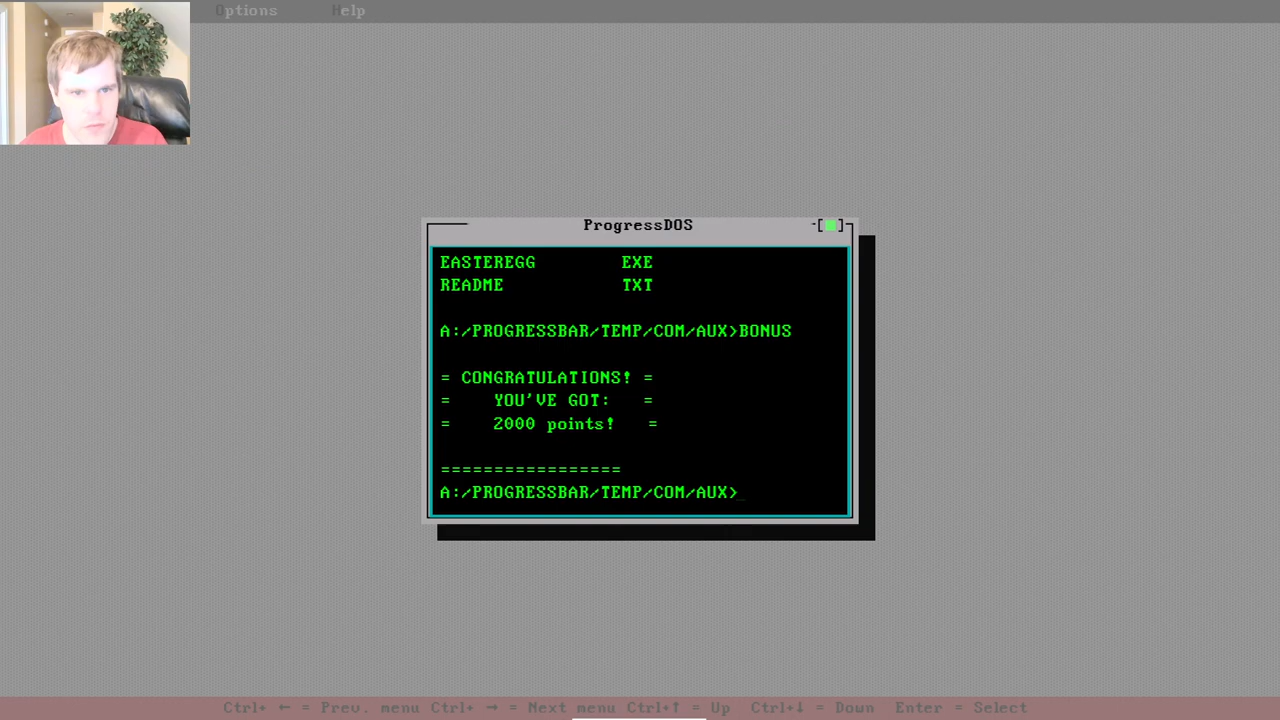 Options Help
ProgressDOS
EASTEREGG EXE
README TXT
A:/PROGRESSBAR/TEMP/COM/AUX>BONUS
= CONGRATULATIONS! =
= YOU'VE GOT: =
= 2000 points! =
=================
A:/PROGRESSBAR/TEMP/COM/AUX>_
Ctrl+ ← = Prev. menu Ctrl+ → = Next menu Ctrl+↑ = Up Ctrl+↓ = Down Enter = Select